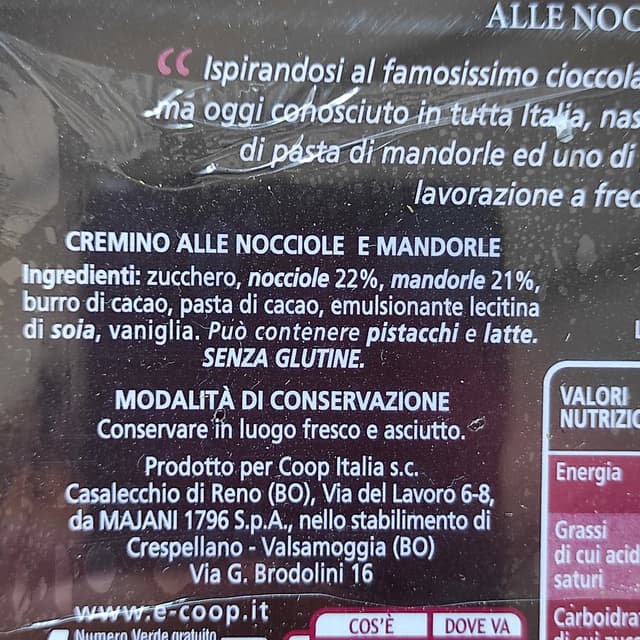 ALLE NOC
“ Ispirandosi al famosissimo cioccola
ma oggi conosciuto in tutta Italia, nas
di pasta di mandorle ed uno di
lavorazione a fred
CREMINO ALLE NOCCIOLE E MANDORLE
Ingredienti: zucchero, nocciole 22%, mandorle 21%,
burro di cacao, pasta di cacao, emulsionante lecitina
di soia, vaniglia. Può contenere pistacchi e latte.
SENZA GLUTINE.
MODALITÀ DI CONSERVAZIONE
Conservare in luogo fresco e asciutto.
Prodotto per Coop Italia s.c.
Casalecchio di Reno (BO), Via del Lavoro 6-8,
da MAJANI 1796 S.p.A., nello stabilimento di
Crespellano - Valsamoggia (BO)
Via G. Brodolini 16
www.e-coop.it
Numero Verde gratuito
COS'È DOVE VA
VALORI
NUTRIZIO
Energia
Grassi
di cui acid
saturi
Carboidra